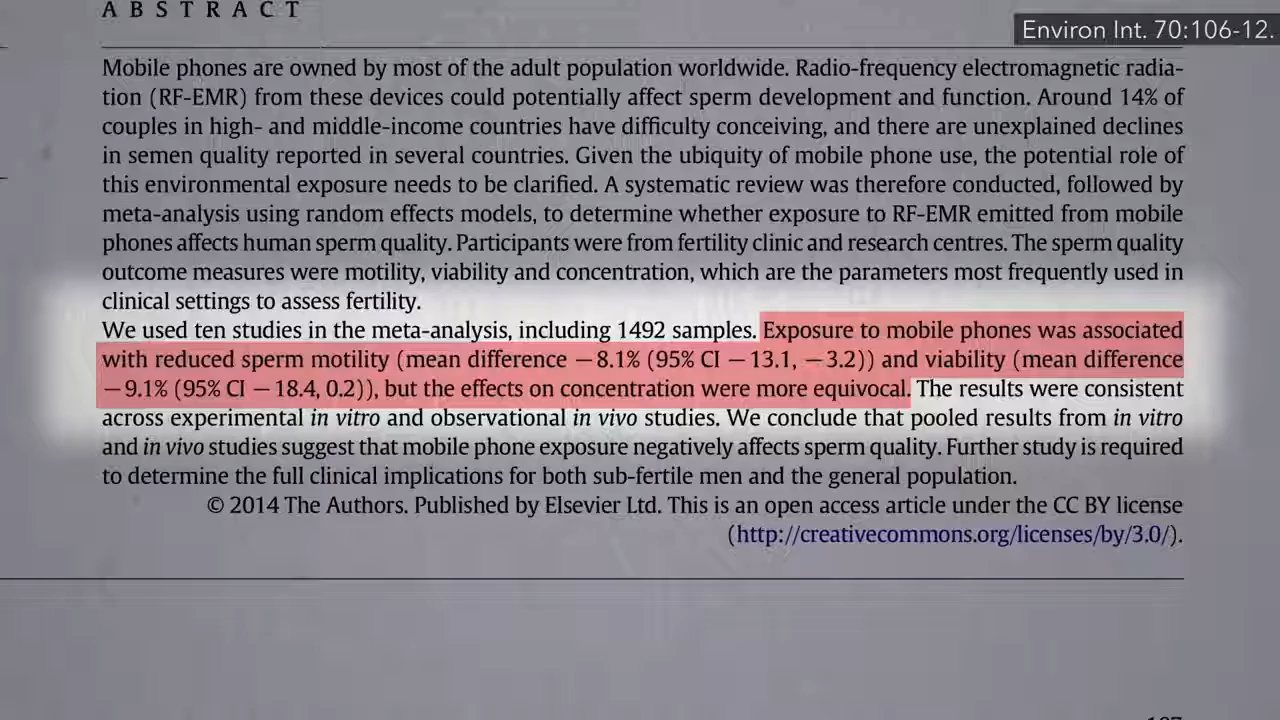 ABSTRACT
Environ Int. 70:106-12.
Mobile phones are owned by most of the adult population worldwide. Radio-frequency electromagnetic radia-
tion (RF-EMR) from these devices could potentially affect sperm development and function. Around 14% of
couples in high- and middle-income countries have difficulty conceiving, and there are unexplained declines
in semen quality reported in several countries. Given the ubiquity of mobile phone use, the potential role of
this environmental exposure needs to be clarified. A systematic review was therefore conducted, followed by
meta-analysis using random effects models, to determine whether exposure to RF-EMR emitted from mobile
phones affects human sperm quality. Participants were from fertility clinic and research centres. The sperm quality
outcome measures were motility, viability and concentration, which are the parameters most frequently used in
clinical settings to assess fertility.
We used ten studies in the meta-analysis, including 1492 samples. Exposure to mobile phones was associated
with reduced sperm motility (mean difference −8.1% (95% CI −13.1, −3.2)) and viability (mean difference
−9.1% (95% CI −18.4, 0.2)), but the effects on concentration were more equivocal. The results were consistent
across experimental in vitro and observational in vivo studies. We conclude that pooled results from in vitro
and in vivo studies suggest that mobile phone exposure negatively affects sperm quality. Further study is required
to determine the full clinical implications for both sub-fertile men and the general population.
© 2014 The Authors. Published by Elsevier Ltd. This is an open access article under the CC BY license
(http://creativecommons.org/licenses/by/3.0/).